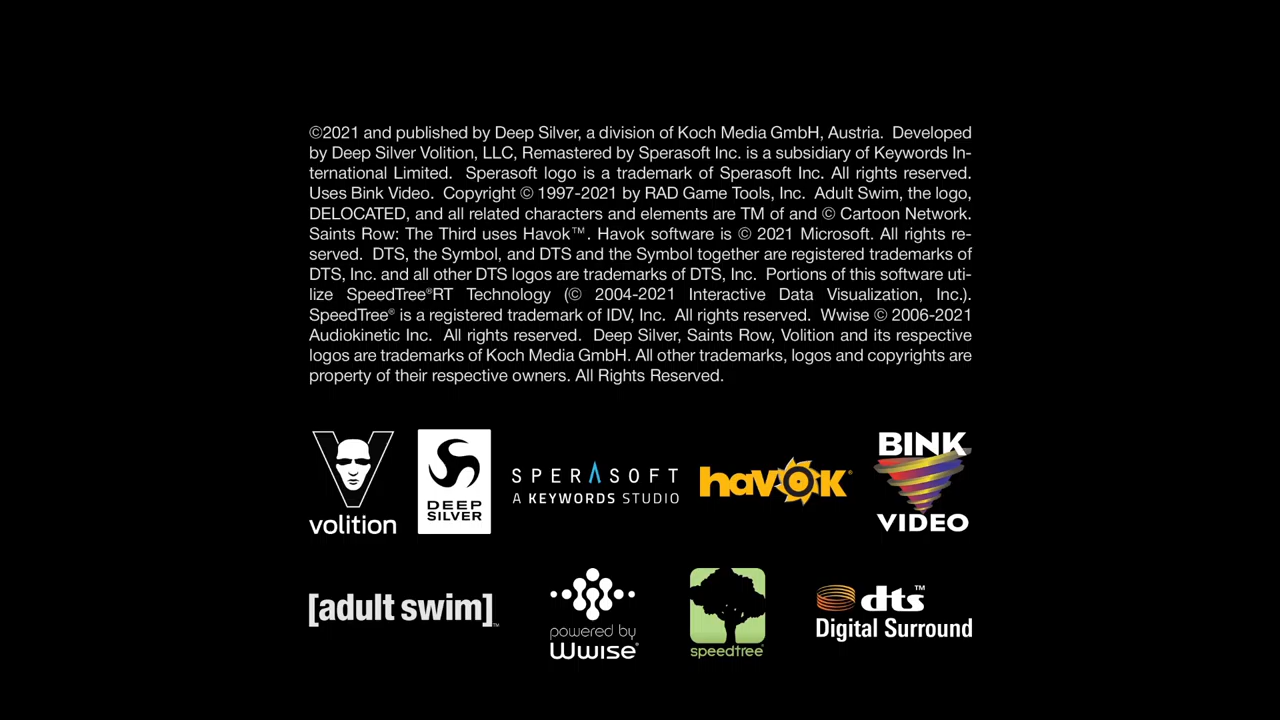 ©2021 and published by Deep Silver, a division of Koch Media GmbH, Austria. Developed
by Deep Silver Volition, LLC, Remastered by Sperasoft Inc. is a subsidiary of Keywords In-
ternational Limited. Sperasoft logo is a trademark of Sperasoft Inc. All rights reserved.
Uses Bink Video. Copyright © 1997-2021 by RAD Game Tools, Inc. Adult Swim, the logo,
DELOCATED, and all related characters and elements are TM of and © Cartoon Network.
Saints Row: The Third uses Havok™. Havok software is © 2021 Microsoft. All rights re-
served. DTS, the Symbol, and DTS and the Symbol together are registered trademarks of
DTS, Inc. and all other DTS logos are trademarks of DTS, Inc. Portions of this software uti-
lize SpeedTree®RT Technology (© 2004-2021 Interactive Data Visualization, Inc.).
SpeedTree® is a registered trademark of IDV, Inc. All rights reserved. Wwise © 2006-2021
Audiokinetic Inc. All rights reserved. Deep Silver, Saints Row, Volition and its respective
logos are trademarks of Koch Media GmbH. All other trademarks, logos and copyrights are
property of their respective owners. All Rights Reserved.
volition
DEEP
SILVER
SPERASOFT
A KEYWORDS STUDIO
havok®
BINK
VIDEO
[adult swim]™
powered by
Wwise®
speedtree®
dts™
Digital Surround